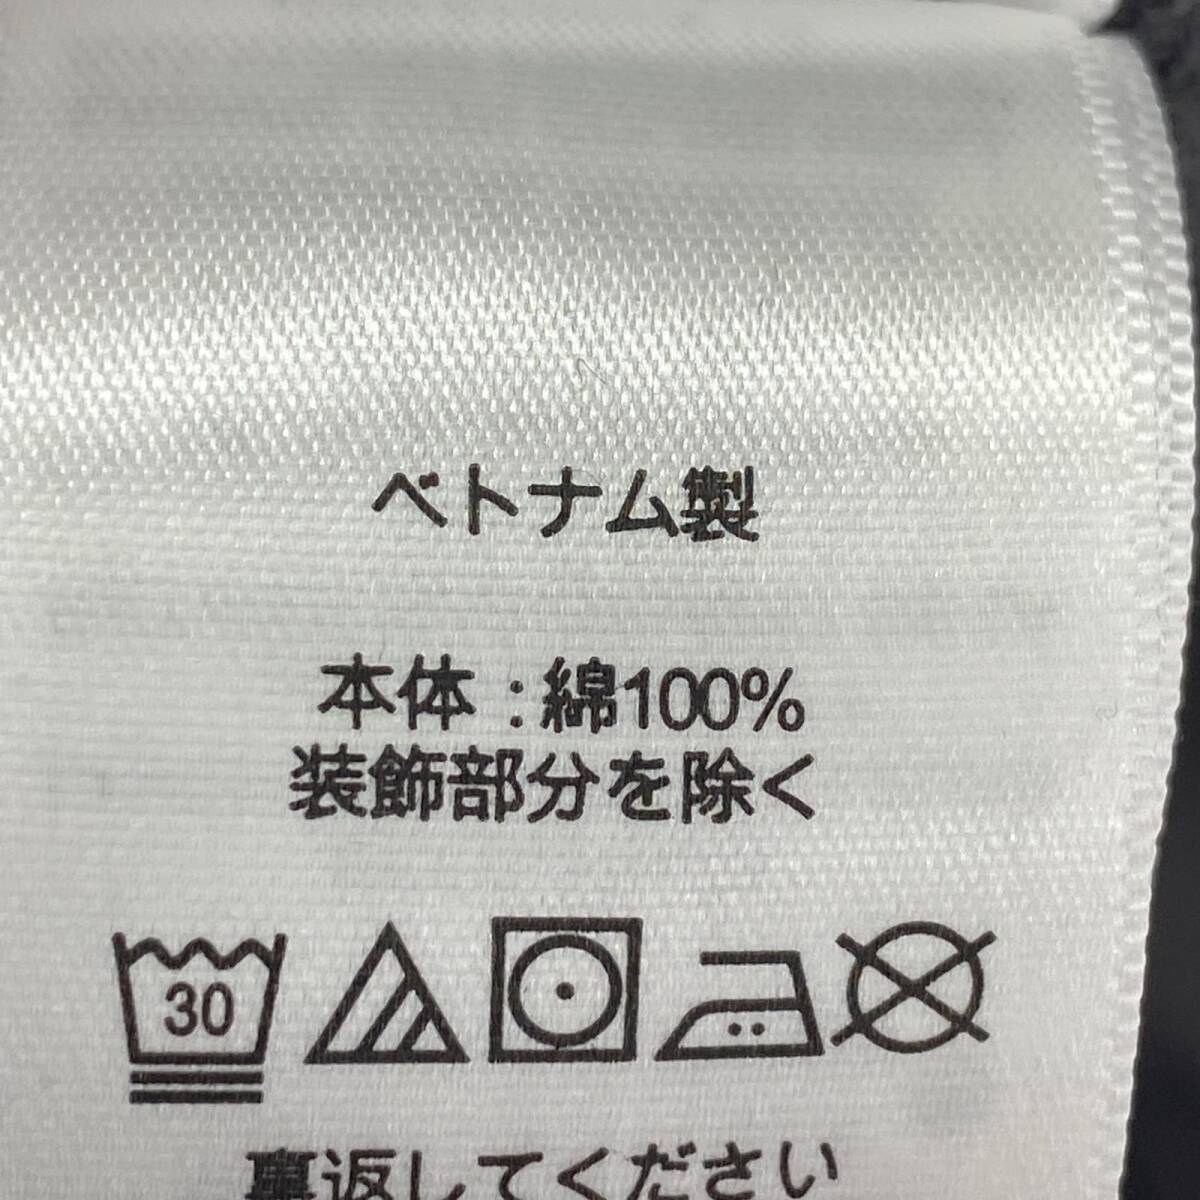 ベトナム製
本体：綿100%
装飾部分を除く
30
裏返してください